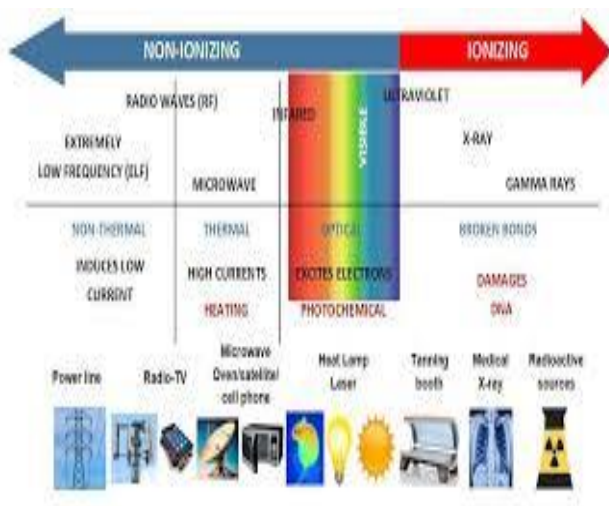 NON-IONIZING
IONIZING
RADIO WAVES (RF)
INFARED
VISIBLE
ULTRAVIOLET
EXTREMELY
LOW FREQUENCY (ELF)
MICROWAVE
X-RAY
GAMMA RAYS
NON-THERMAL
THERMAL
OPTICAL
BROKEN BONDS
INDUCES LOW
CURRENT
HIGH CURRENTS
HEATING
EXCITES ELECTRONS
PHOTOCHEMICAL
DAMAGES
DNA
Power line
Radio-TV
Microwave
Oven/satellite/
cell phone
Heat Lamp
Laser
Tanning
booth
Medical
X-ray
Radioactive
sources